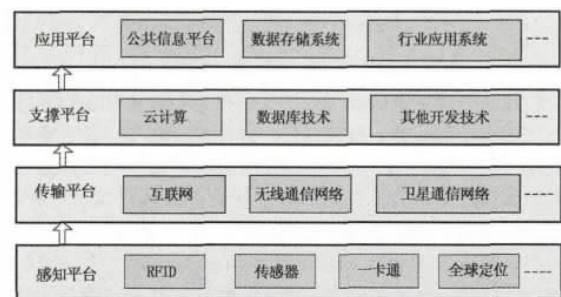 应用平台 公共信息平台 数据存储系统 行业应用系统 ---
支撑平台 云计算 数据库技术 其他开发技术 ---
传输平台 互联网 无线通信网络 卫星通信网络 ----
感知平台 RFID 传感器 一卡通 全球定位 ----